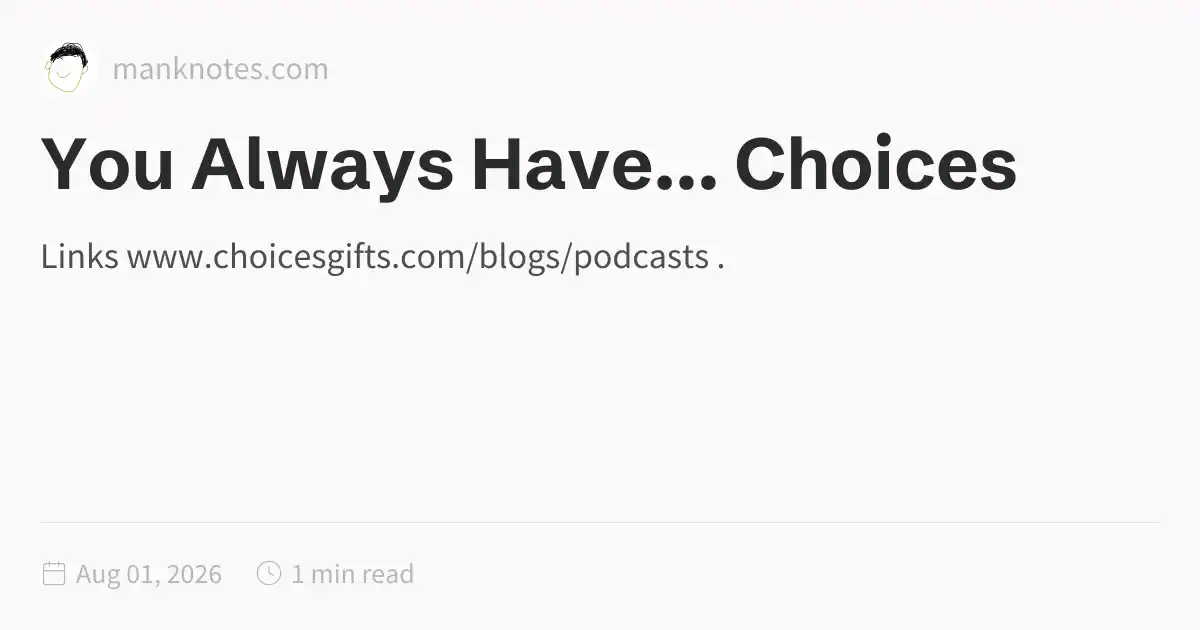 manknotes.com
You Always Have... Choices
Links www.choicesgifts.com/blogs/podcasts .
Aug 01, 2026 1 min read